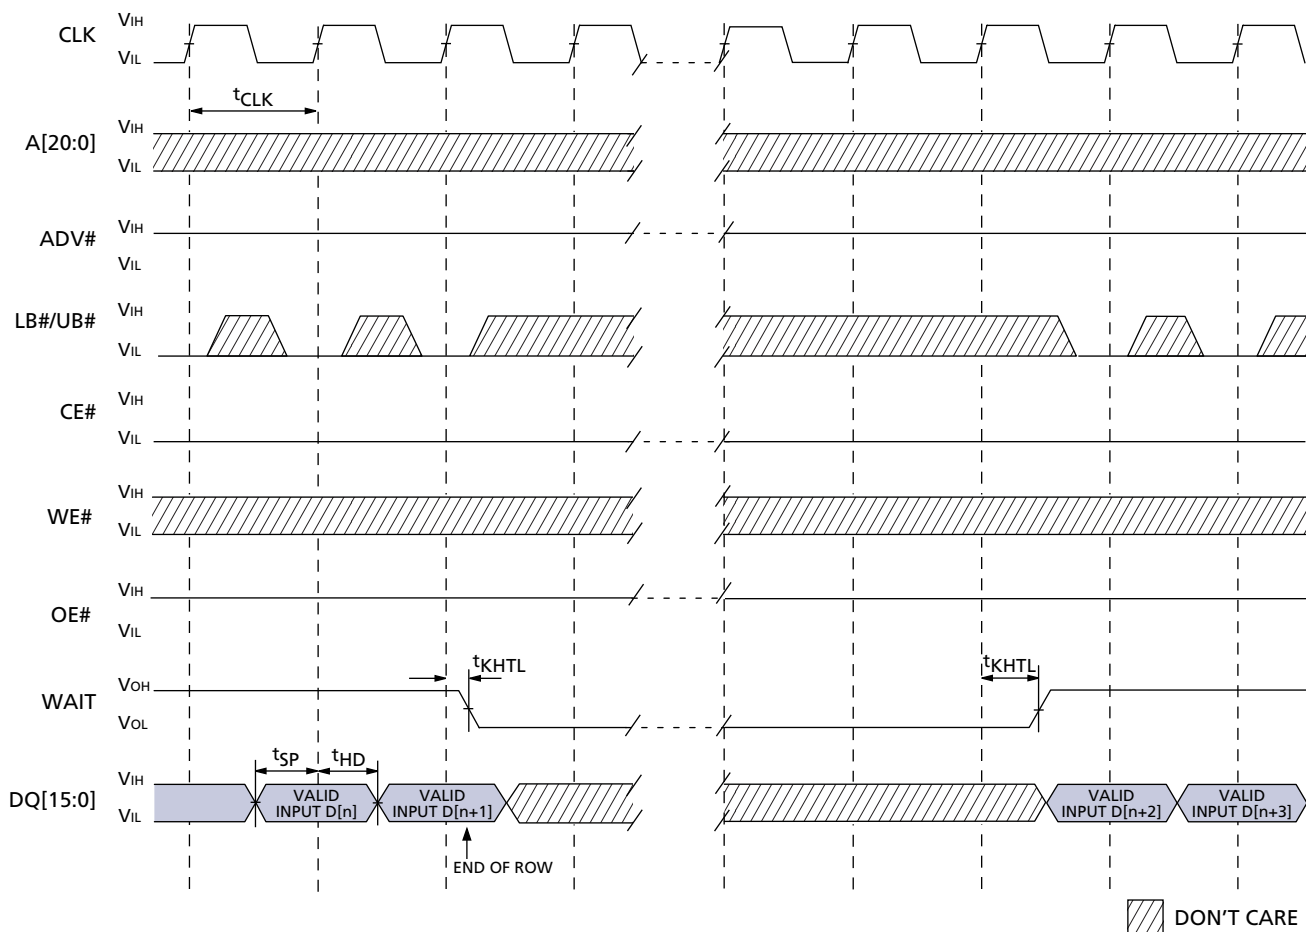 CLK
VIH
VIL
tCLK
A[20:0]
VIH
VIL
ADV#
VIH
VIL
LB#/UB#
VIH
VIL
CE#
VIH
VIL
WE#
VIH
VIL
OE#
VIH
VIL
tKHTL
tKHTL
WAIT
VOH
VOL
tSP
tHD
DQ[15:0]
VIH
VIL
VALID
INPUT D[n]
VALID
INPUT D[n+1]
VALID
INPUT D[n+2]
VALID
INPUT D[n+3]
END OF ROW
DON'T CARE